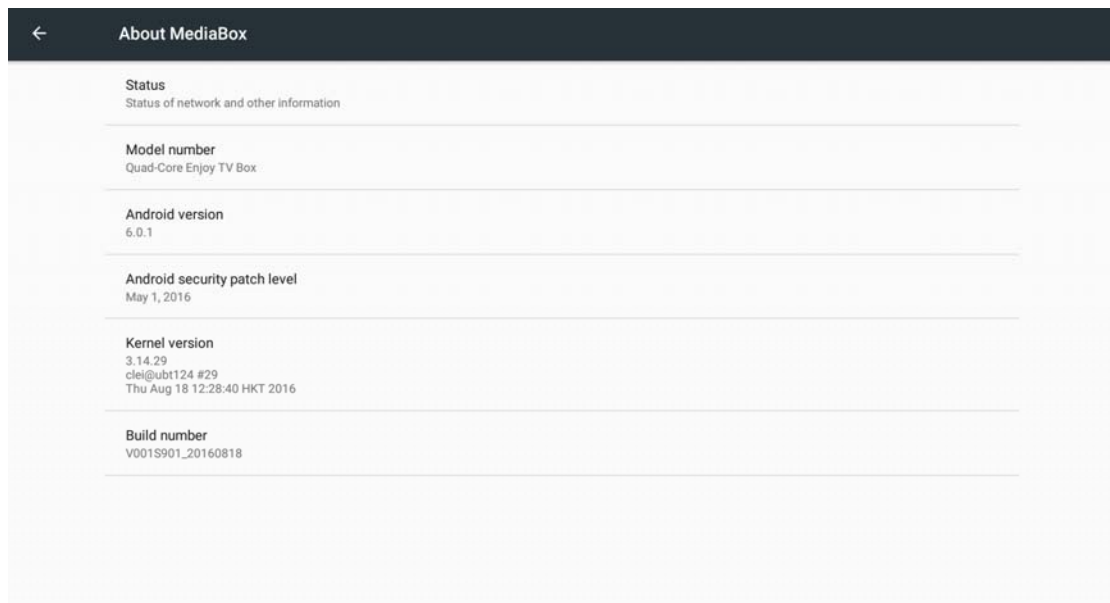 About MediaBox
Status
Status of network and other information
Model number
Quad-Core Enjoy TV Box
Android version
6.0.1
Android security patch level
May 1, 2016
Kernel version
3.14.29
clei@ubt124 #29
Thu Aug 18 12:28:40 HKT 2016
Build number
V001S901_20160818